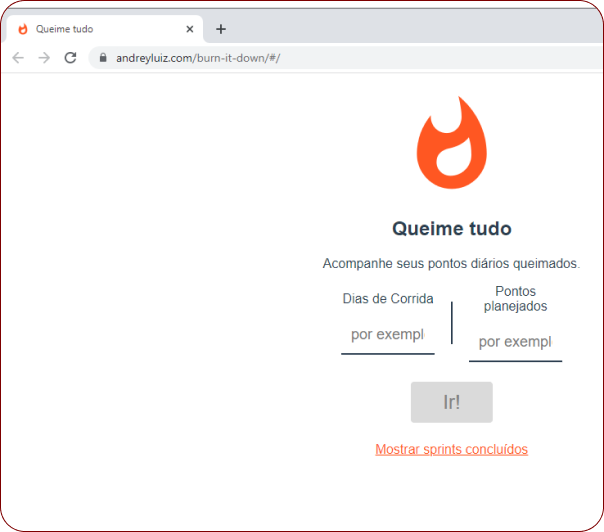 Queime tudo
andreyluiz.com/burn-it-down/#/
Queime tudo
Acompanhe seus pontos diários queimados.
Dias de Corrida
por exempl
Pontos
planejados
por exempl
Ir!
Mostrar sprints concluídos